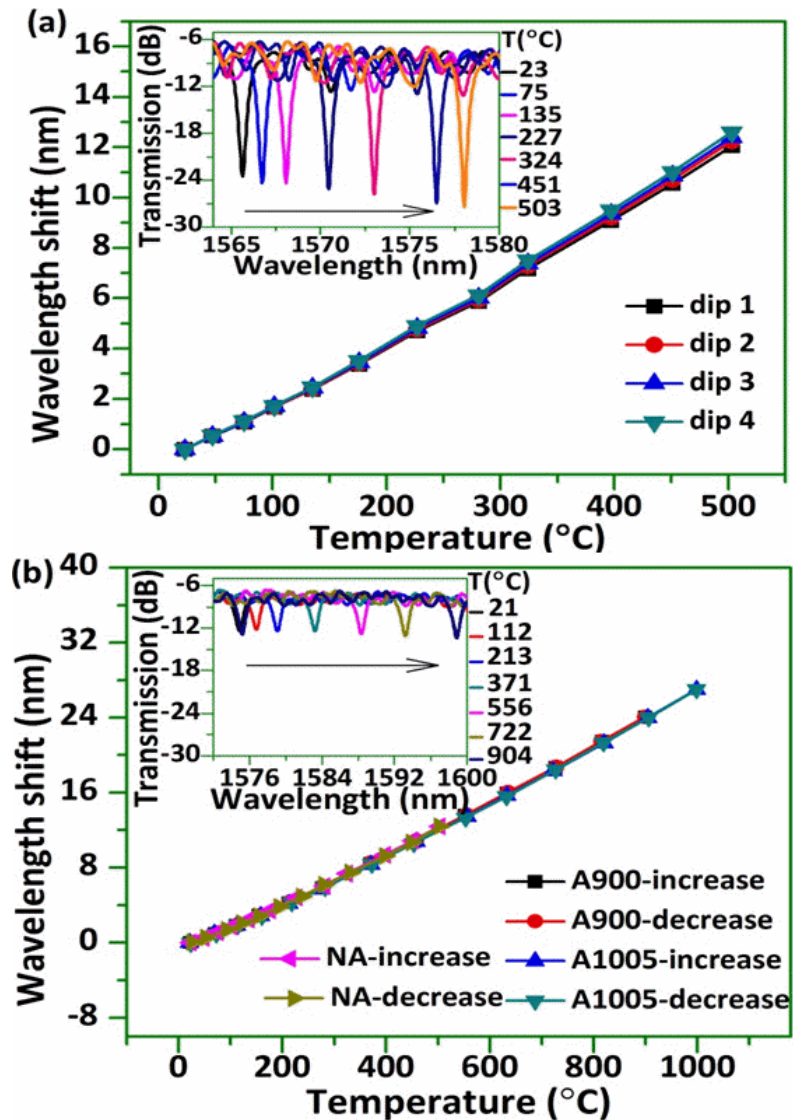 (a)
16
14
12
10
8
6
4
2
0
Wavelength shift (nm)
0 100 200 300 400 500
Temperature (°C)
-6
-12
-18
-24
-30
Transmission (dB)
1565 1570 1575 1580
Wavelength (nm)
T(°C)
23
75
135
227
324
451
503
dip 1
dip 2
dip 3
dip 4
(b)
40
32
24
16
8
0
-8
Wavelength shift (nm)
0 200 400 600 800 1000
Temperature (°C)
-6
-12
-18
-24
-30
Transmission (dB)
1576 1584 1592 1600
Wavelength (nm)
T(°C)
21
112
213
371
556
722
904
A900-increase
A900-decrease
NA-increase
A1005-increase
NA-decrease
A1005-decrease